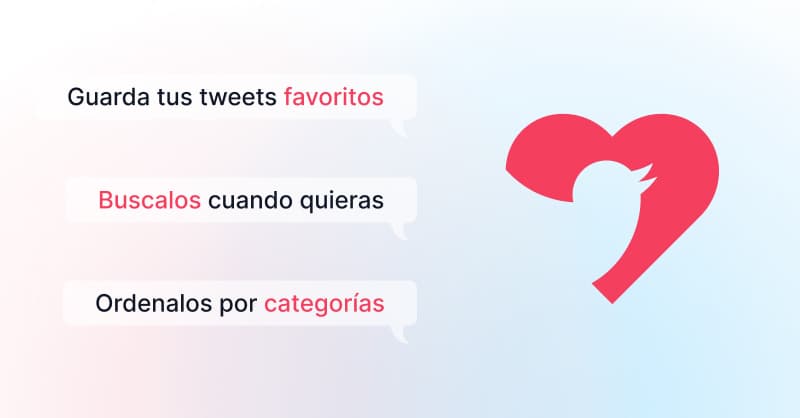 Guarda tus tweets favoritos
Buscalos cuando quieras
Ordenalos por categorías